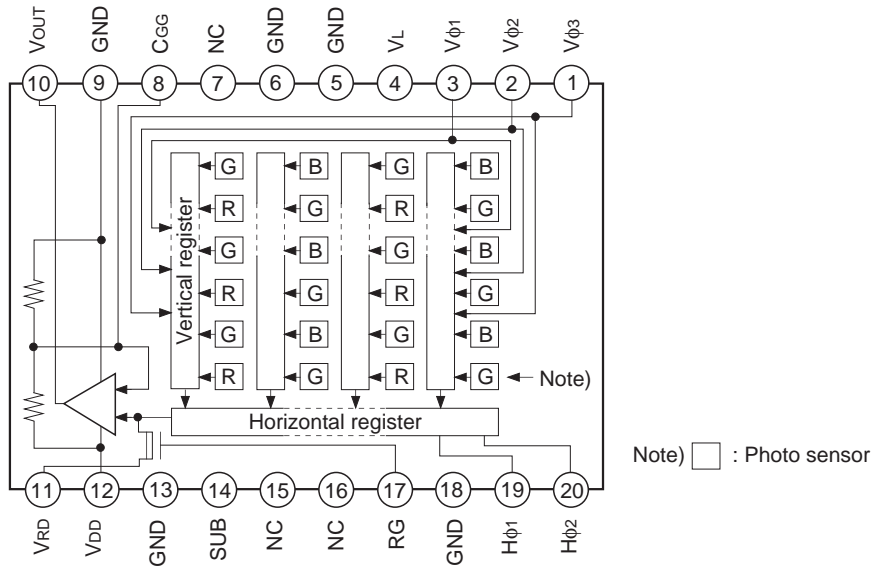 VOUT GND CGG NC GND GND VL Vϕ1 Vϕ2 Vϕ3
10 9 8 7 6 5 4 3 2 1
G B G B
R G R G
G B G B
R G R G
G B G B
R G R G
Vertical register
Note)
Horizontal register
Note) : Photo sensor
11 12 13 14 15 16 17 18 19 20
VRD VDD GND SUB NC NC RG GND Hϕ1 Hϕ2